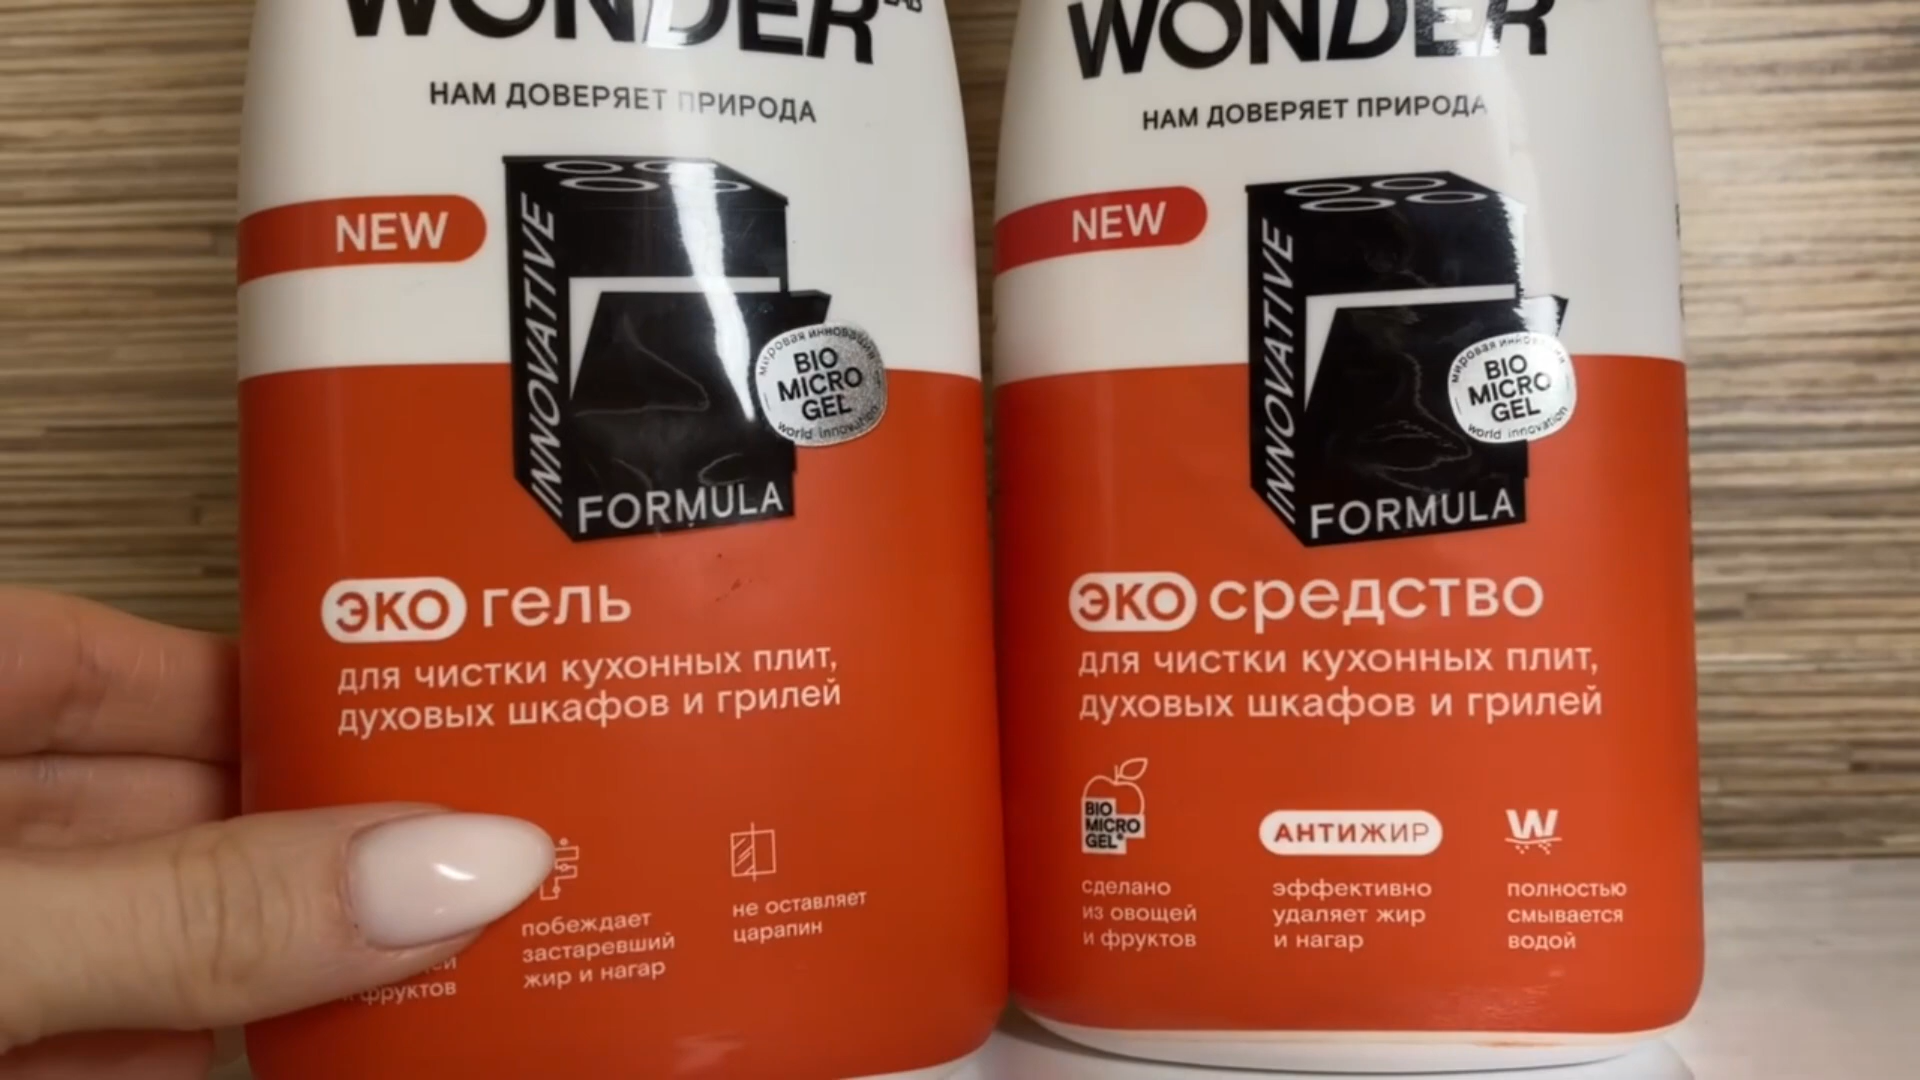 WONDER LAB
НАМ ДОВЕРЯЕТ ПРИРОДА
NEW
INNOVATIVE
FORMULA
мировая инновация
BIO
MICRO
GEL
world innovation
ЭКО гель
для чистки кухонных плит,
духовых шкафов и грилей
фруктов
побеждает
застаревший
жир и нагар
не оставляет
царапин
WONDER
НАМ ДОВЕРЯЕТ ПРИРОДА
NEW
INNOVATIVE
FORMULA
мировая
BIO
MICRO
GEL
world innovation
ЭКО средство
для чистки кухонных плит,
духовых шкафов и грилей
BIO
MICRO
GEL®
сделано
из овощей
и фруктов
АНТИЖИР
эффективно
удаляет жир
и нагар
W
полностью
смывается
водой